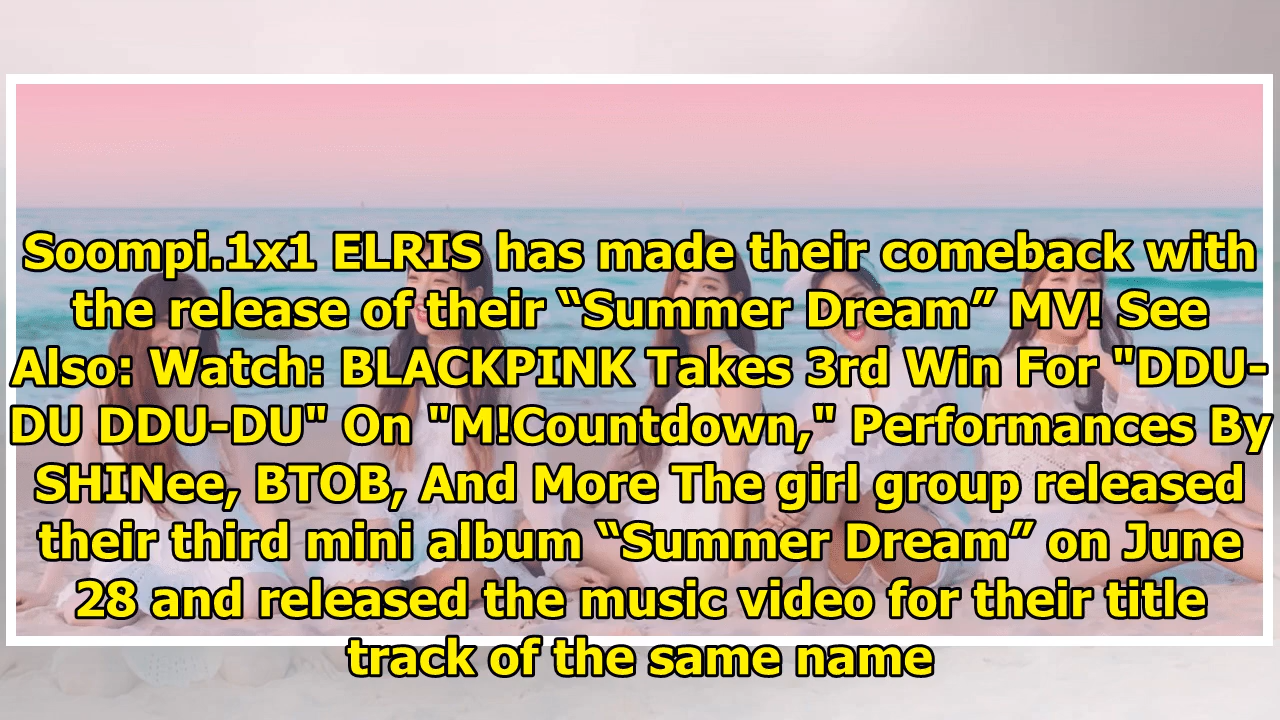 Soompi.1x1 ELRIS has made their comeback with
the release of their “Summer Dream” MV! See
Also: Watch: BLACKPINK Takes 3rd Win For "DDU-
DU DDU-DU" On "M!Countdown," Performances By
SHINee, BTOB, And More The girl group released
their third mini album “Summer Dream” on June
28 and released the music video for their title
track of the same name